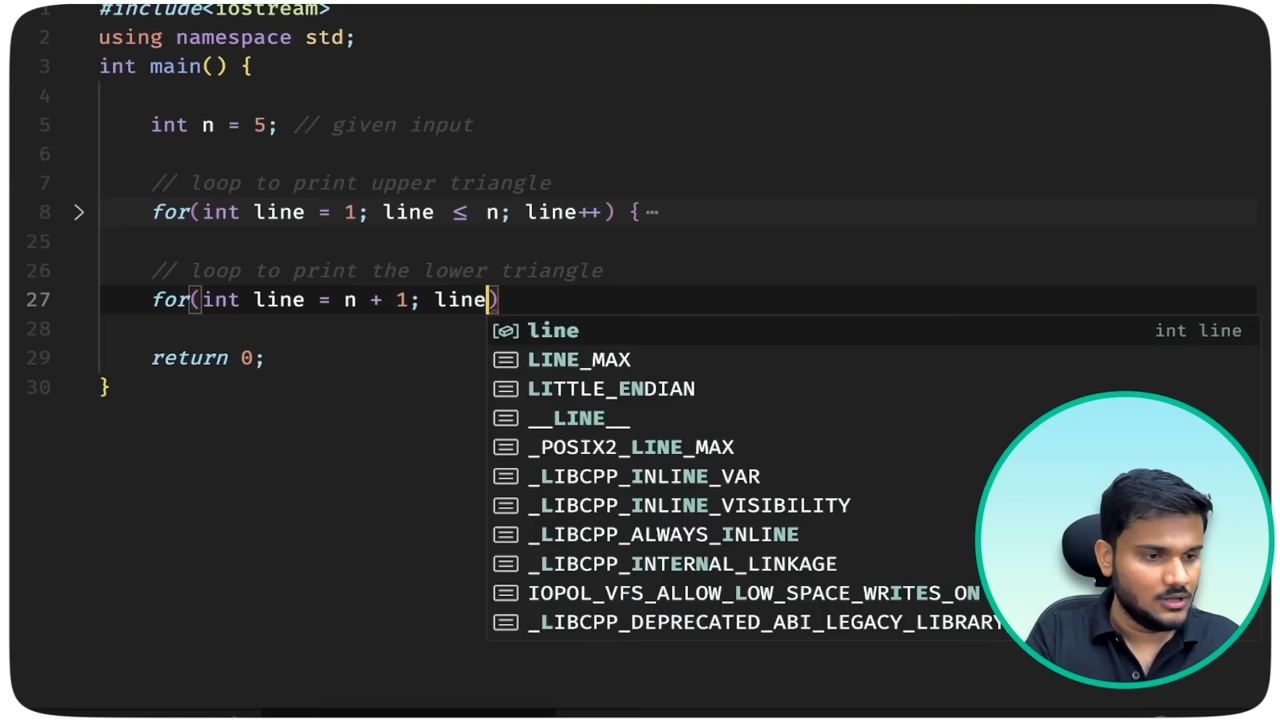 1 #include<iostream>
2 using namespace std;
3 int main() {
4
5 int n = 5; // given input
6
7 // loop to print upper triangle
8 for(int line = 1; line ≤ n; line++) {⋯
25
26 // loop to print the lower triangle
27 for(int line = n + 1; line)
28
29 return 0;
30 }
line int line
LINE_MAX
LITTLE_ENDIAN
__LINE__
_POSIX2_LINE_MAX
_LIBCPP_INLINE_VAR
_LIBCPP_INLINE_VISIBILITY
_LIBCPP_ALWAYS_INLINE
_LIBCPP_INTERNAL_LINKAGE
IOPOL_VFS_ALLOW_LOW_SPACE_WRITES_ON
_LIBCPP_DEPRECATED_ABI_LEGACY_LIBRARY